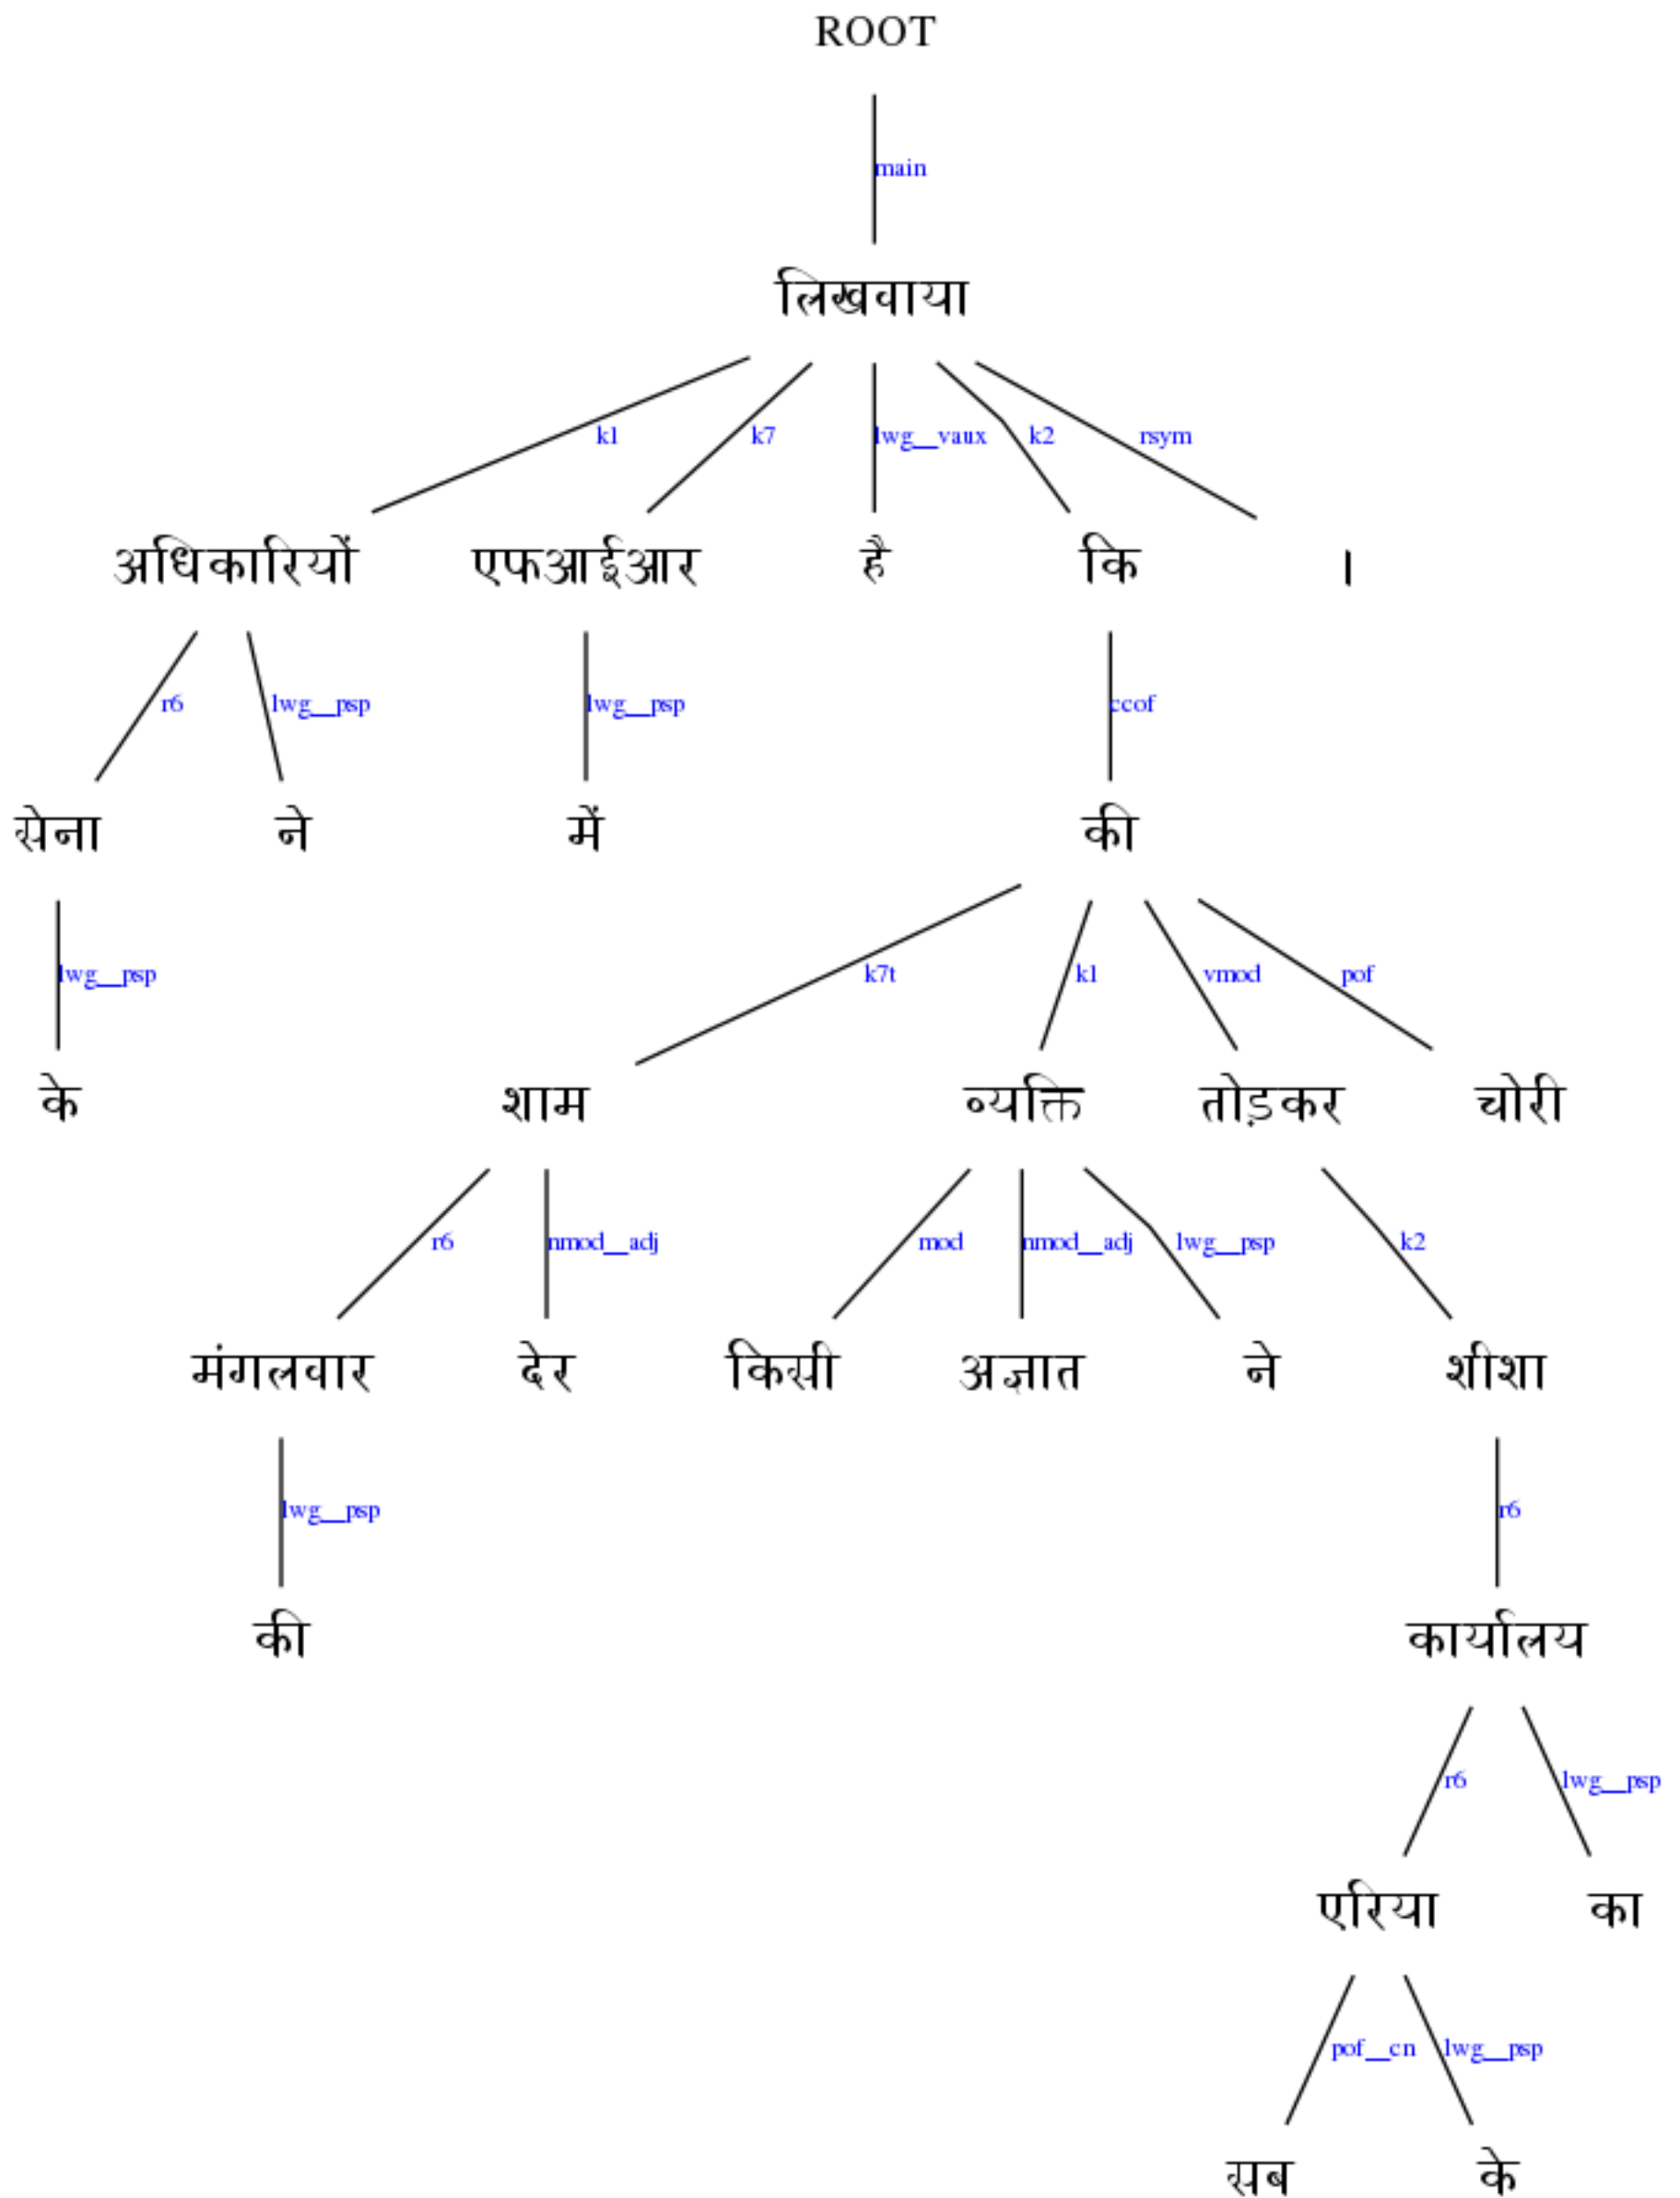 ROOT
main
लिखवाया
k1 k7 lwg__vaux k2 rsym
अधिकारियों एफआईआर है कि ।
r6 lwg__psp lwg__psp ccof
सेना ने में की
lwg__psp k7t k1 vmod pof
के शाम व्यक्ति तोड़कर चोरी
r6 nmod__adj mod nmod__adj lwg__psp k2
मंगलवार देर किसी अज्ञात ने शीशा
lwg__psp r6
की कार्यालय
r6 lwg__psp
एरिया का
pof__cn lwg__psp
सब के